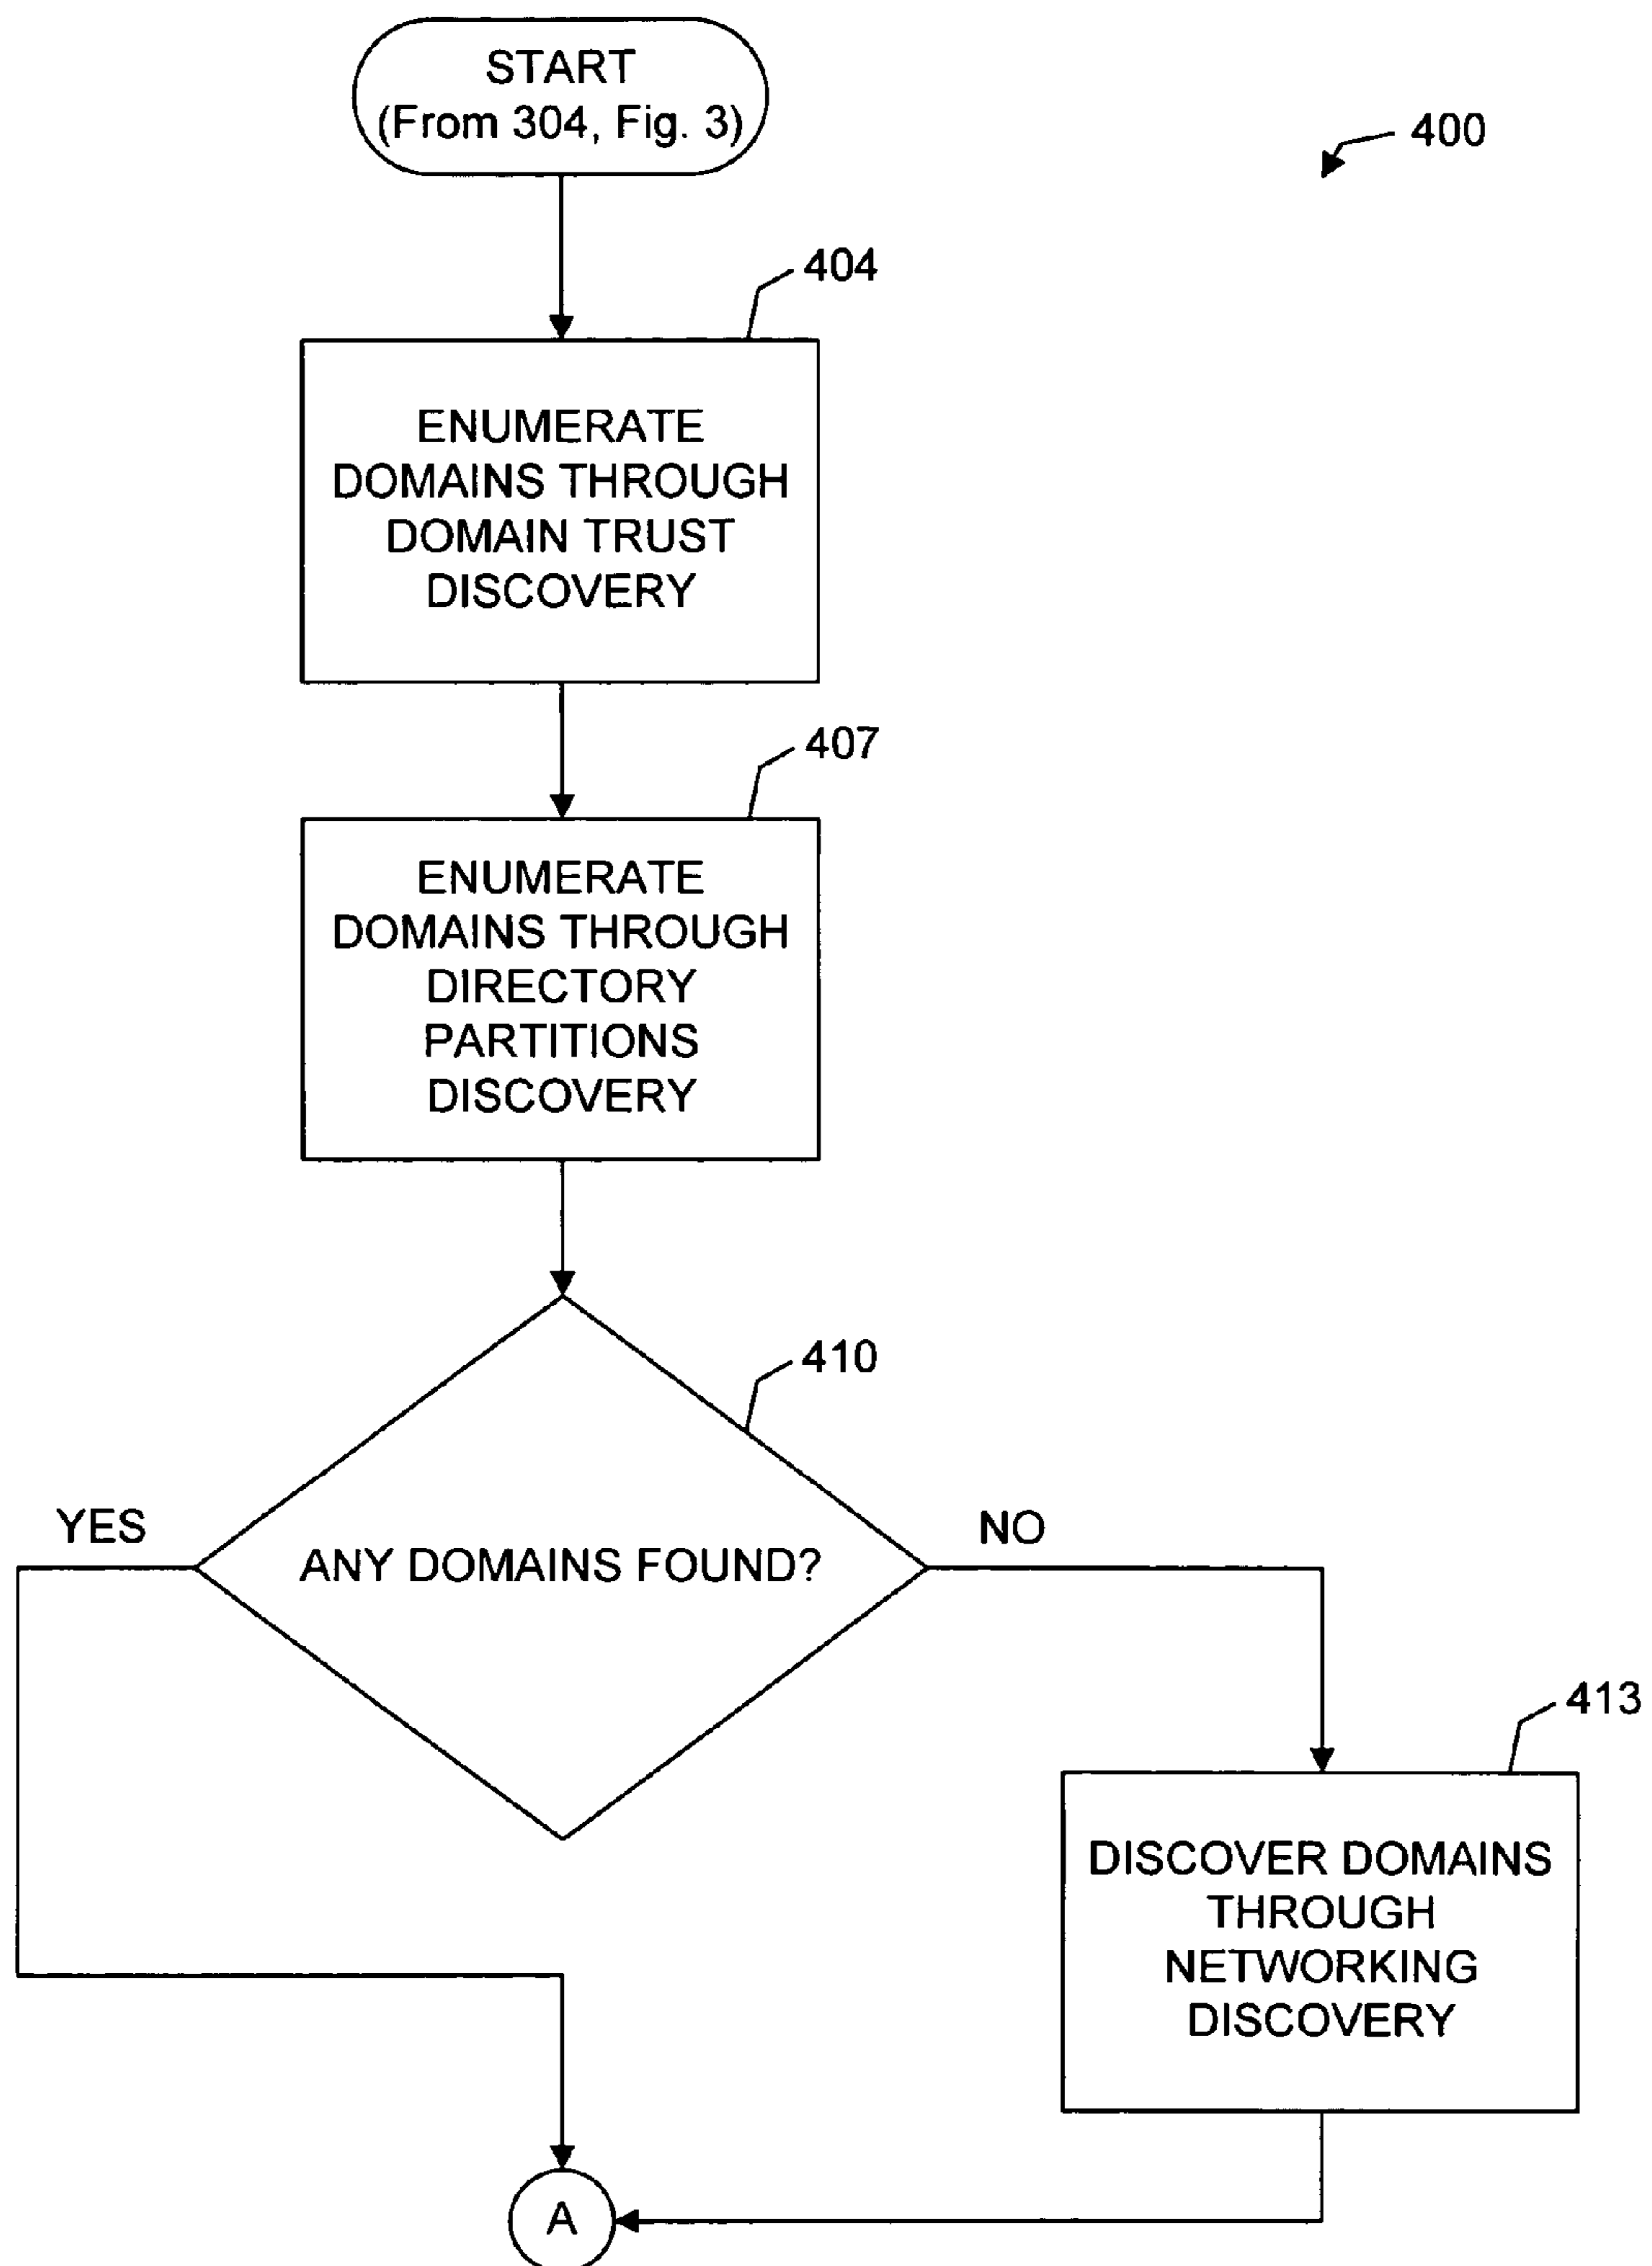 START
(From 304, Fig. 3)
400
404
ENUMERATE
DOMAINS THROUGH
DOMAIN TRUST
DISCOVERY
407
ENUMERATE
DOMAINS THROUGH
DIRECTORY
PARTITIONS
DISCOVERY
410
YES
ANY DOMAINS FOUND?
NO
413
DISCOVER DOMAINS
THROUGH
NETWORKING
DISCOVERY
A